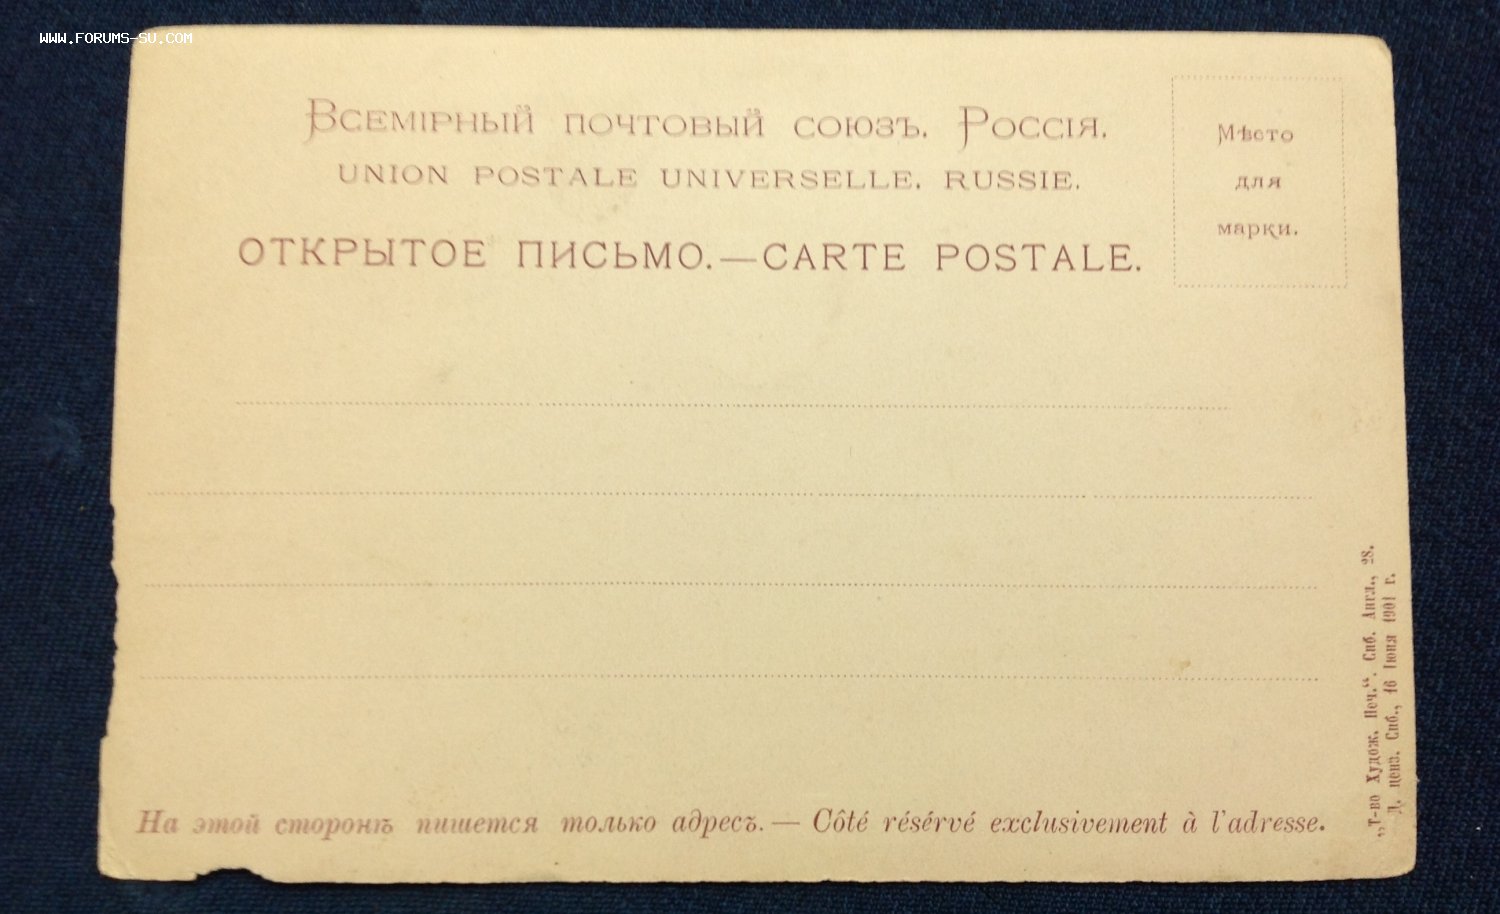 WWW.FORUMS-SU.COM
Всемірный почтовый союзъ. Россія.
UNION POSTALE UNIVERSELLE. RUSSIE.
ОТКРЫТОЕ ПИСЬМО.—CARTE POSTALE.
Мѣсто
для
марки.
На этой сторонѣ пишется только адресъ.— Côté résérvé exclusivement à l'adresse.
„Т-во Худож. Печ.“. Спб. Англ., 28.
Д. ценз. Спб., 16 Іюня 1901 г.